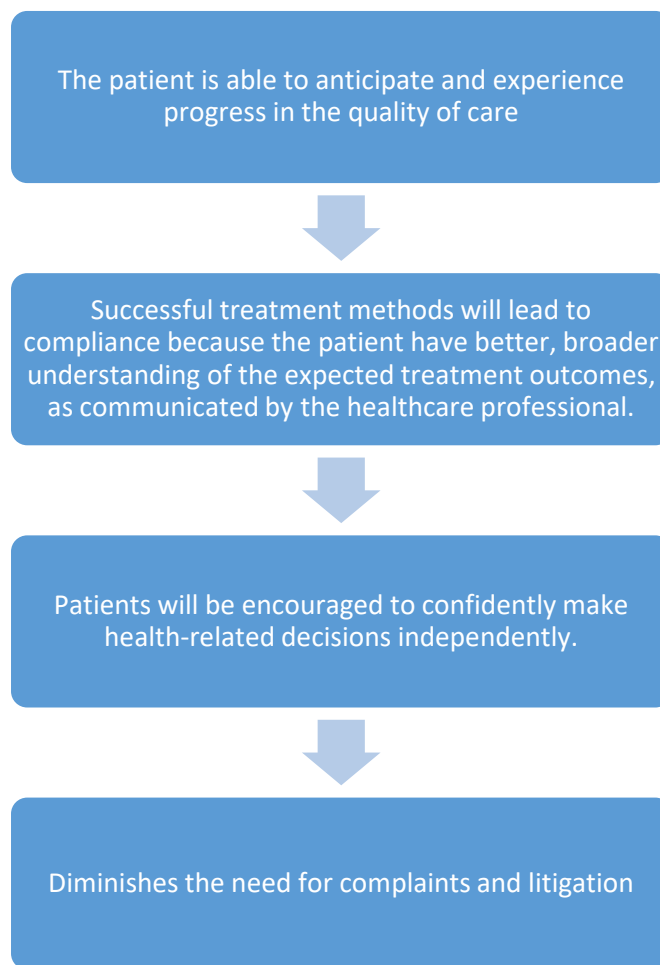 The patient is able to anticipate and experience
progress in the quality of care
Successful treatment methods will lead to
compliance because the patient have better, broader
understanding of the expected treatment outcomes,
as communicated by the healthcare professional.
Patients will be encouraged to confidently make
health-related decisions independently.
Diminishes the need for complaints and litigation